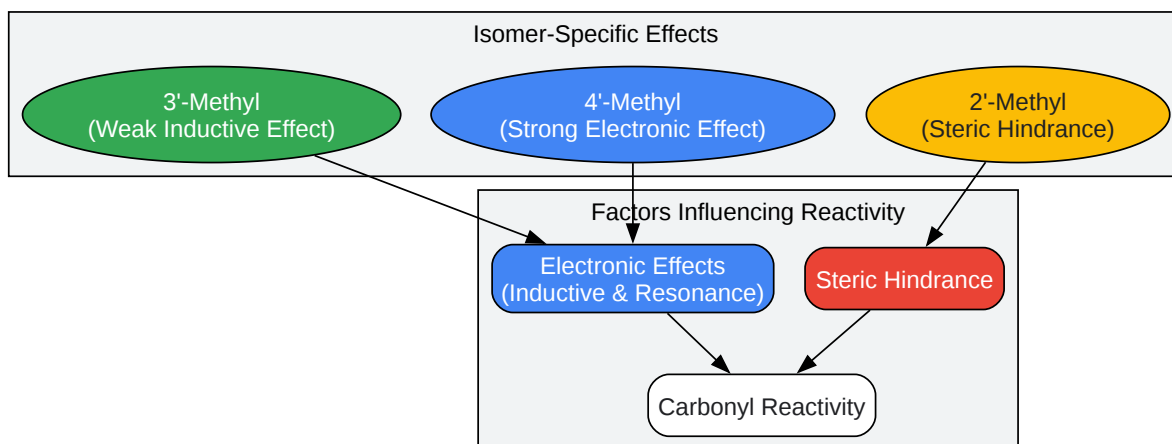 Isomer-Specific Effects
3'-Methyl
(Weak Inductive Effect)
4'-Methyl
(Strong Electronic Effect)
2'-Methyl
(Steric Hindrance)
Factors Influencing Reactivity
Electronic Effects
(Inductive & Resonance)
Steric Hindrance
Carbonyl Reactivity